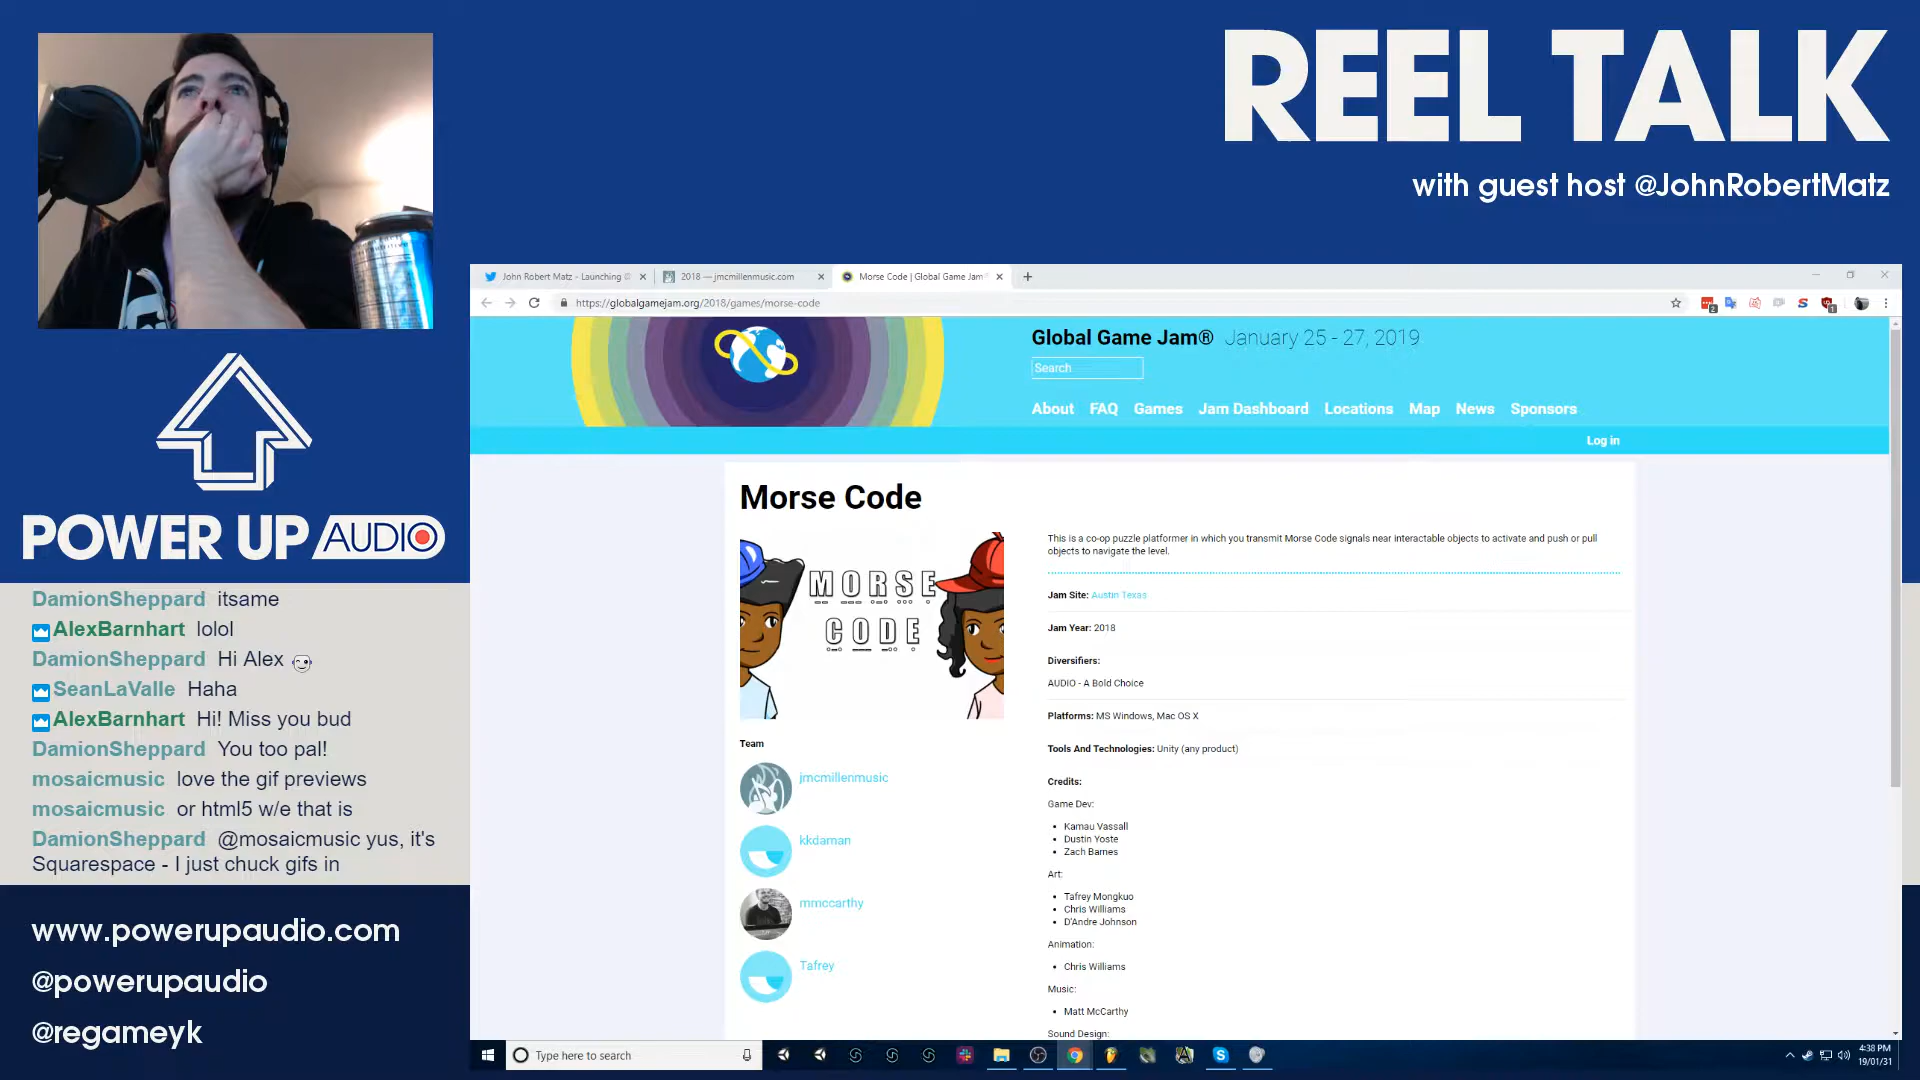 REEL TALK
with guest host @JohnRobertMatz
POWER UP AUDIO
DamionSheppard itsame
AlexBarnhart lolol
DamionSheppard Hi Alex
SeanLaValle Haha
AlexBarnhart Hi! Miss you bud
DamionSheppard You too pal!
mosaicmusic love the gif previews
mosaicmusic or html5 w/e that is
DamionSheppard @mosaicmusic yus, it's
Squarespace - I just chuck gifs in
www.powerupaudio.com
@powerupaudio
@regameyk
John Robert Matz - Launching
2018 — jmcmillenmusic.com
Morse Code | Global Game Jam
https://globalgamejam.org/2018/games/morse-code
Global Game Jam® January 25 - 27, 2019
Search
About FAQ Games Jam Dashboard Locations Map News Sponsors
Log in
Morse Code
MORSE
CODE
Team
jmcmillenmusic
kkdaman
mmccarthy
Tafrey
This is a co-op puzzle platformer in which you transmit Morse Code signals near interactable objects to activate and push or pull
objects to navigate the level.
Jam Site: Austin Texas
Jam Year: 2018
Diversifiers:
AUDIO - A Bold Choice
Platforms: MS Windows, Mac OS X
Tools And Technologies: Unity (any product)
Credits:
Game Dev:
Kamau Vassall
Dustin Yoste
Zach Barnes
Art:
Tafrey Mongkuo
Chris Williams
D'Andre Johnson
Animation:
Chris Williams
Music:
Matt McCarthy
Sound Design:
Type here to search
4:38 PM
19/01/31